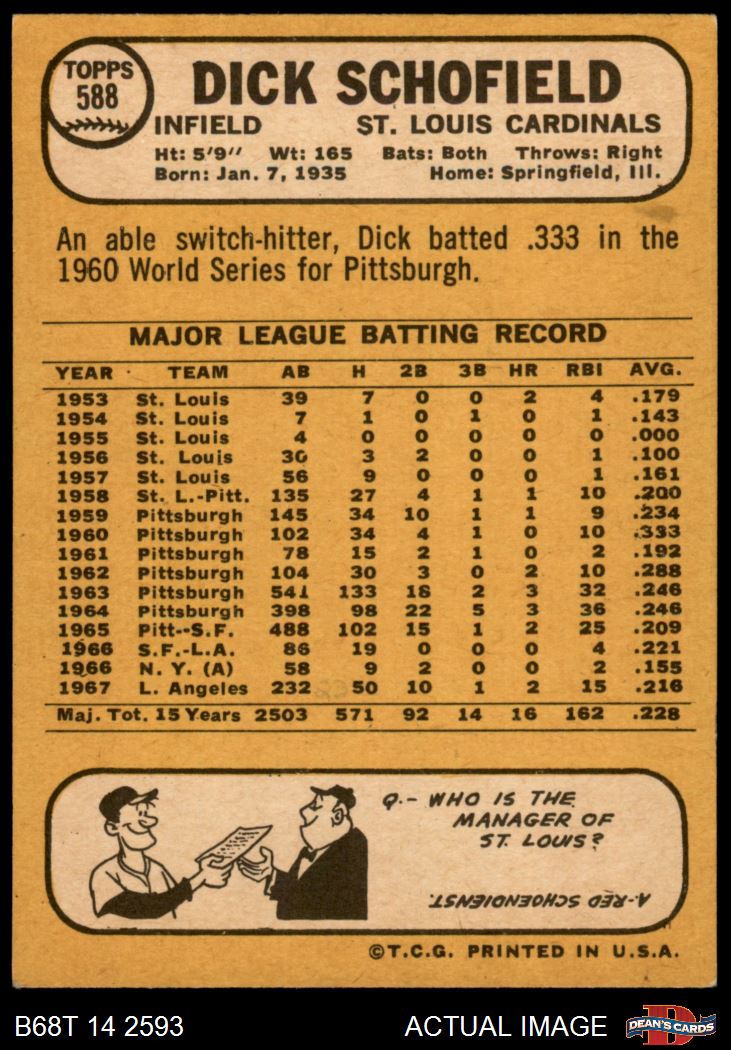 TOPPS
588
DICK SCHOFIELD
INFIELD ST. LOUIS CARDINALS
Ht: 5'9" Wt: 165 Bats: Both Throws: Right
Born: Jan. 7, 1935 Home: Springfield, Ill.
An able switch-hitter, Dick batted .333 in the
1960 World Series for Pittsburgh.
MAJOR LEAGUE BATTING RECORD
YEAR TEAM AB H 2B 3B HR RBI AVG.
1953 St. Louis 39 7 0 0 2 4 .179
1954 St. Louis 7 1 0 1 0 1 .143
1955 St. Louis 4 0 0 0 0 0 .000
1956 St. Louis 30 3 2 0 0 1 .100
1957 St. Louis 56 9 0 0 0 1 .161
1958 St. L.-Pitt. 135 27 4 1 1 10 .200
1959 Pittsburgh 145 34 10 1 1 9 .234
1960 Pittsburgh 102 34 4 1 0 10 .333
1961 Pittsburgh 78 15 2 1 0 2 .192
1962 Pittsburgh 104 30 3 0 2 10 .288
1963 Pittsburgh 541 133 18 2 3 32 .246
1964 Pittsburgh 398 98 22 5 3 36 .246
1965 Pitt--S.F. 488 102 15 1 2 25 .209
1966 S.F.-L.A. 86 19 0 0 0 4 .221
1966 N. Y. (A) 58 9 2 0 0 2 .155
1967 L. Angeles 232 50 10 1 2 15 .216
Maj. Tot. 15 Years 2503 571 92 14 16 162 .228
Q.- WHO IS THE
MANAGER OF
ST. LOUIS?
A-RED SCHOENDIENST.
©T.C.G. PRINTED IN U.S.A.
B68T 14 2593 ACTUAL IMAGE
D
DEAN'S CARDS